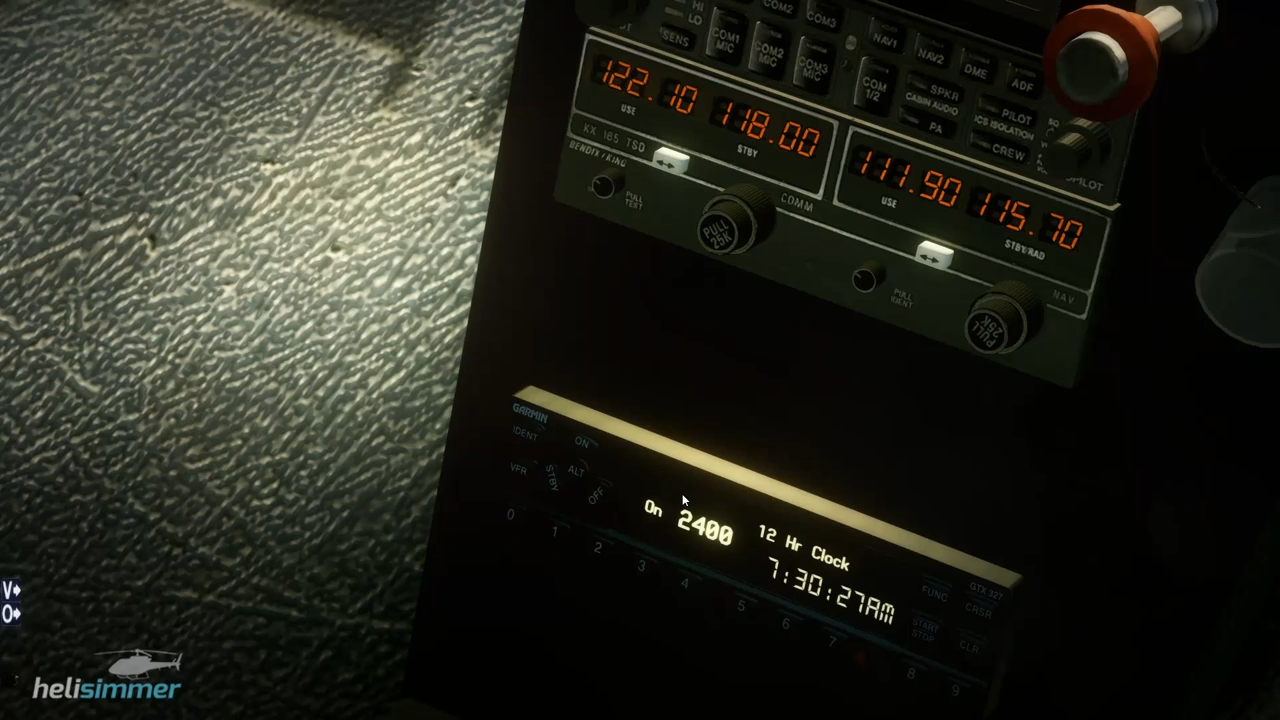 HI
LO
SENS
COM1
MIC
COM2
COM2
MIC
COM3
COM3
MIC
NAV1
NAV2
DME
ADF
COM
1/2
SPKR
CABIN AUDIO
PA
PILOT
ICS ISOLATION
CREW
122.10
118.00
USE
STBY
KX 165 TSO
BENDIX/KING
PULL
TEST
PULL
25K
COMM
111.90
115.70
USE
STBY/RAD
PULL
IDENT
PULL
25K
NAV
GARMIN
IDENT
ON
VFR
STBY
ALT
OFF
On 2400
12 Hr Clock
7:30:27AM
0
1
2
3
4
5
6
7
8
9
FUNC
GTX 327
CRSR
START
STOP
CLR
V
O
helisimmer